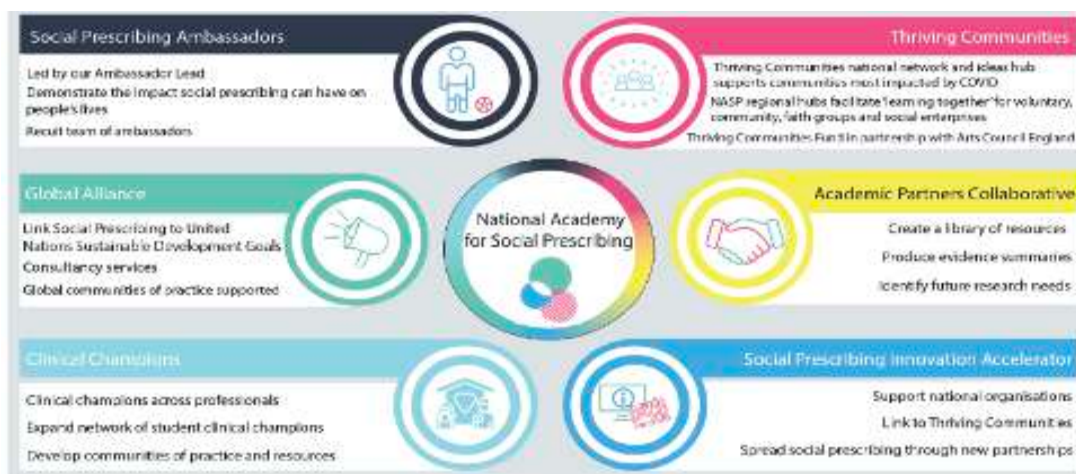 Social Prescribing Ambassadors
Led by our Ambassador Lead
Demonstrate the impact social prescribing can have on
people's lives
Recuit team of ambassadors
Thriving Communities
Thriving Communities national network and ideas hub
supports communities most impacted by COVID
NASP regional hubs facilitate 'learning together' for voluntary,
community, faith groups and social enterprises
Thriving Communities Fund in partnership with Arts Council England
Global Alliance
Link Social Prescribing to United
Nations Sustainable Development Goals
Consultancy services
Global communities of practice supported
National Academy
for Social Prescribing
Academic Partners Collaborative
Create a library of resources
Produce evidence summaries
Identify future research needs
Clinical Champions
Clinical champions across professionals
Expand network of student clinical champions
Develop communities of practice and resources
Social Prescribing Innovation Accelerator
Support national organisations
Link to Thriving Communities
Spread social prescribing through new partnerships